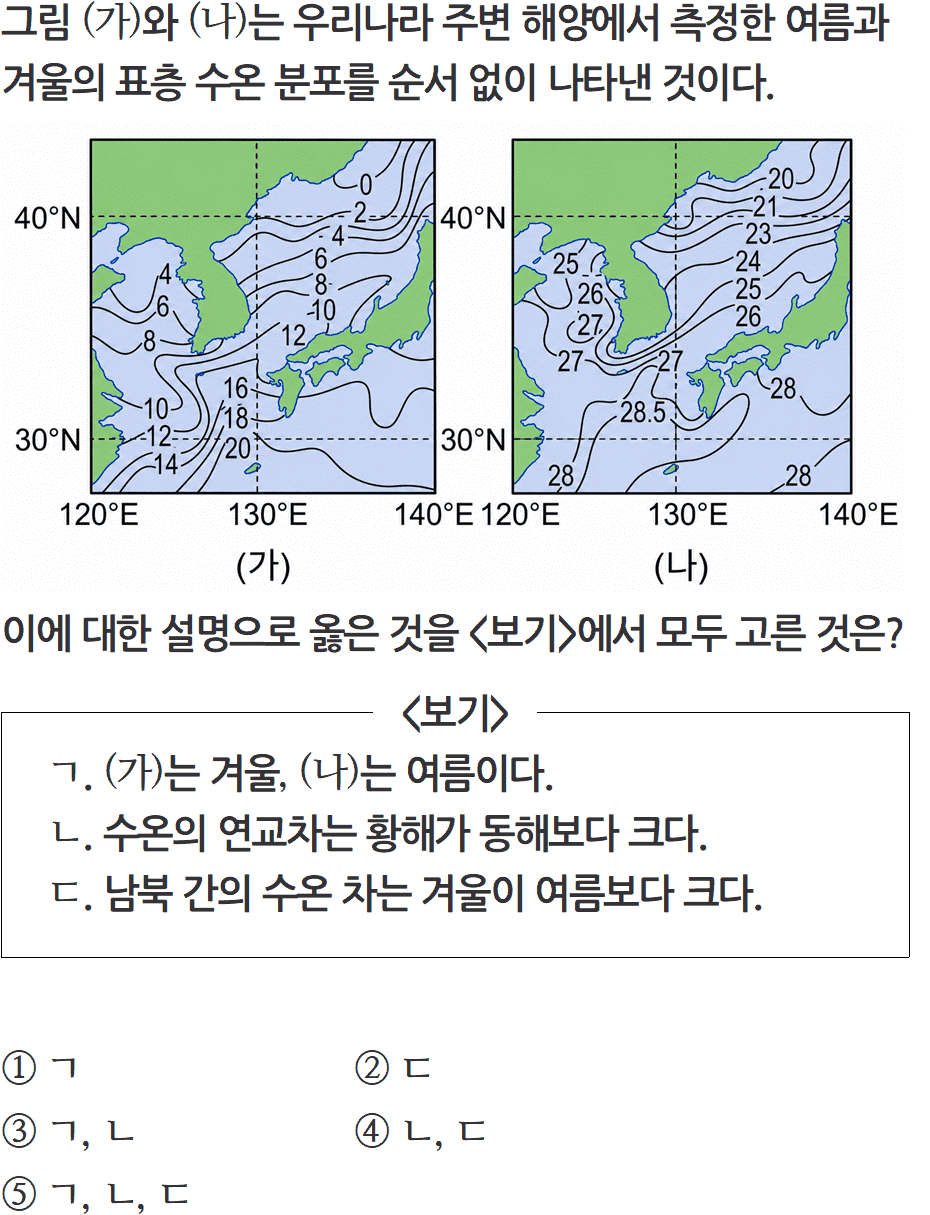 그림 (가)와 (나)는 우리나라 주변 해양에서 측정한 여름과
겨울의 표층 수온 분포를 순서 없이 나타낸 것이다.
0
2
40°N
4
6
4
8
6
10
8
12
16
10
18
12
30°N
20
14
120°E
130°E
140°E
(가)
20
21
40°N
23
25
24
26
25
27
26
27
27
28
28.5
30°N
28
28
120°E
130°E
140°E
(나)
이에 대한 설명으로 옳은 것을 <보기>에서 모두 고른 것은?
<보기>
ㄱ. (가)는 겨울, (나)는 여름이다.
ㄴ. 수온의 연교차는 황해가 동해보다 크다.
ㄷ. 남북 간의 수온 차는 겨울이 여름보다 크다.
① ㄱ ② ㄷ
③ ㄱ, ㄴ ④ ㄴ, ㄷ
⑤ ㄱ, ㄴ, ㄷ